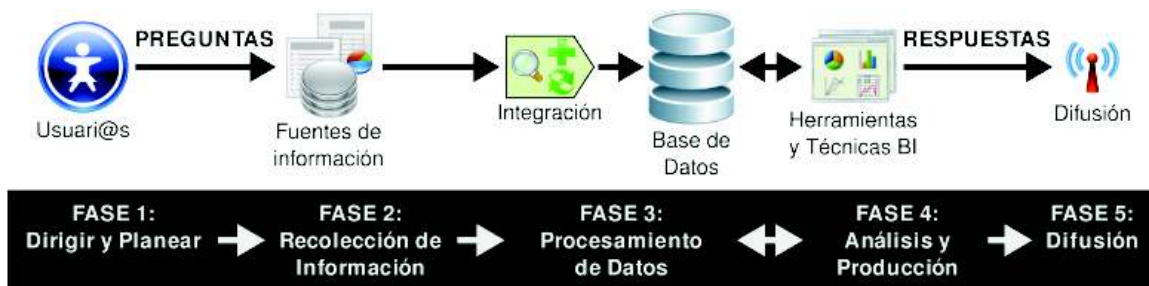 PREGUNTAS
RESPUESTAS
Usuari@s
Fuentes de
información
Integración
Base de
Datos
Herramientas
y Técnicas BI
Difusión
FASE 1:
Dirigir y Planear
FASE 2:
Recolección de
Información
FASE 3:
Procesamiento
de Datos
FASE 4:
Análisis y
Producción
FASE 5:
Difusión